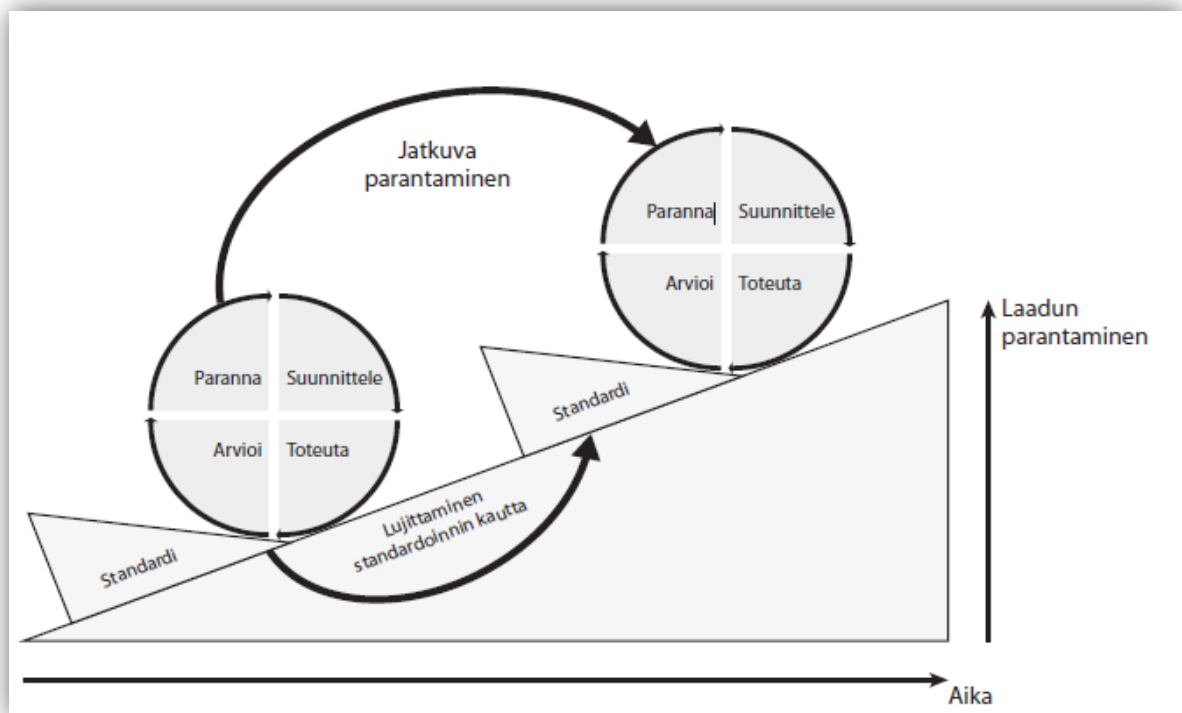 Jatkuva
parantaminen
Paranna Suunnittele
Arvioi Toteuta
Laadun
parantaminen
Paranna Suunnittele
Arvioi Toteuta
Standardi
Lujittaminen
standardoinnin kautta
Standardi
Aika